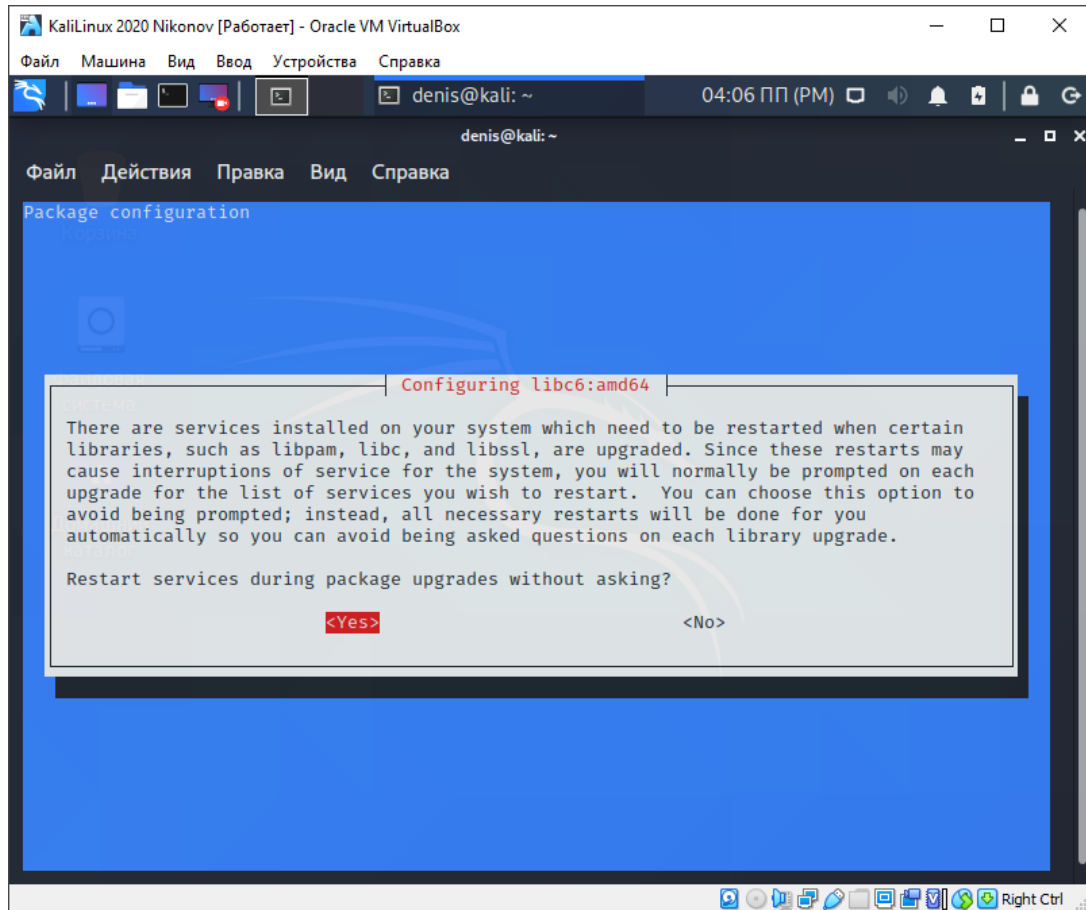 KaliLinux 2020 Nikonov [Работает] - Oracle VM VirtualBox
Файл Машина Вид Ввод Устройства Справка
denis@kali: ~ 04:06 ПП (PM)
denis@kali: ~
Файл Действия Правка Вид Справка
Package configuration
Корзина
Configuring libc6:amd64
система
There are services installed on your system which need to be restarted when certain
libraries, such as libpam, libc, and libssl, are upgraded. Since these restarts may
cause interruptions of service for the system, you will normally be prompted on each
upgrade for the list of services you wish to restart.  You can choose this option to
avoid being prompted; instead, all necessary restarts will be done for you
automatically so you can avoid being asked questions on each library upgrade.
каталог
Restart services during package upgrades without asking?
<Yes> <No>
Right Ctrl